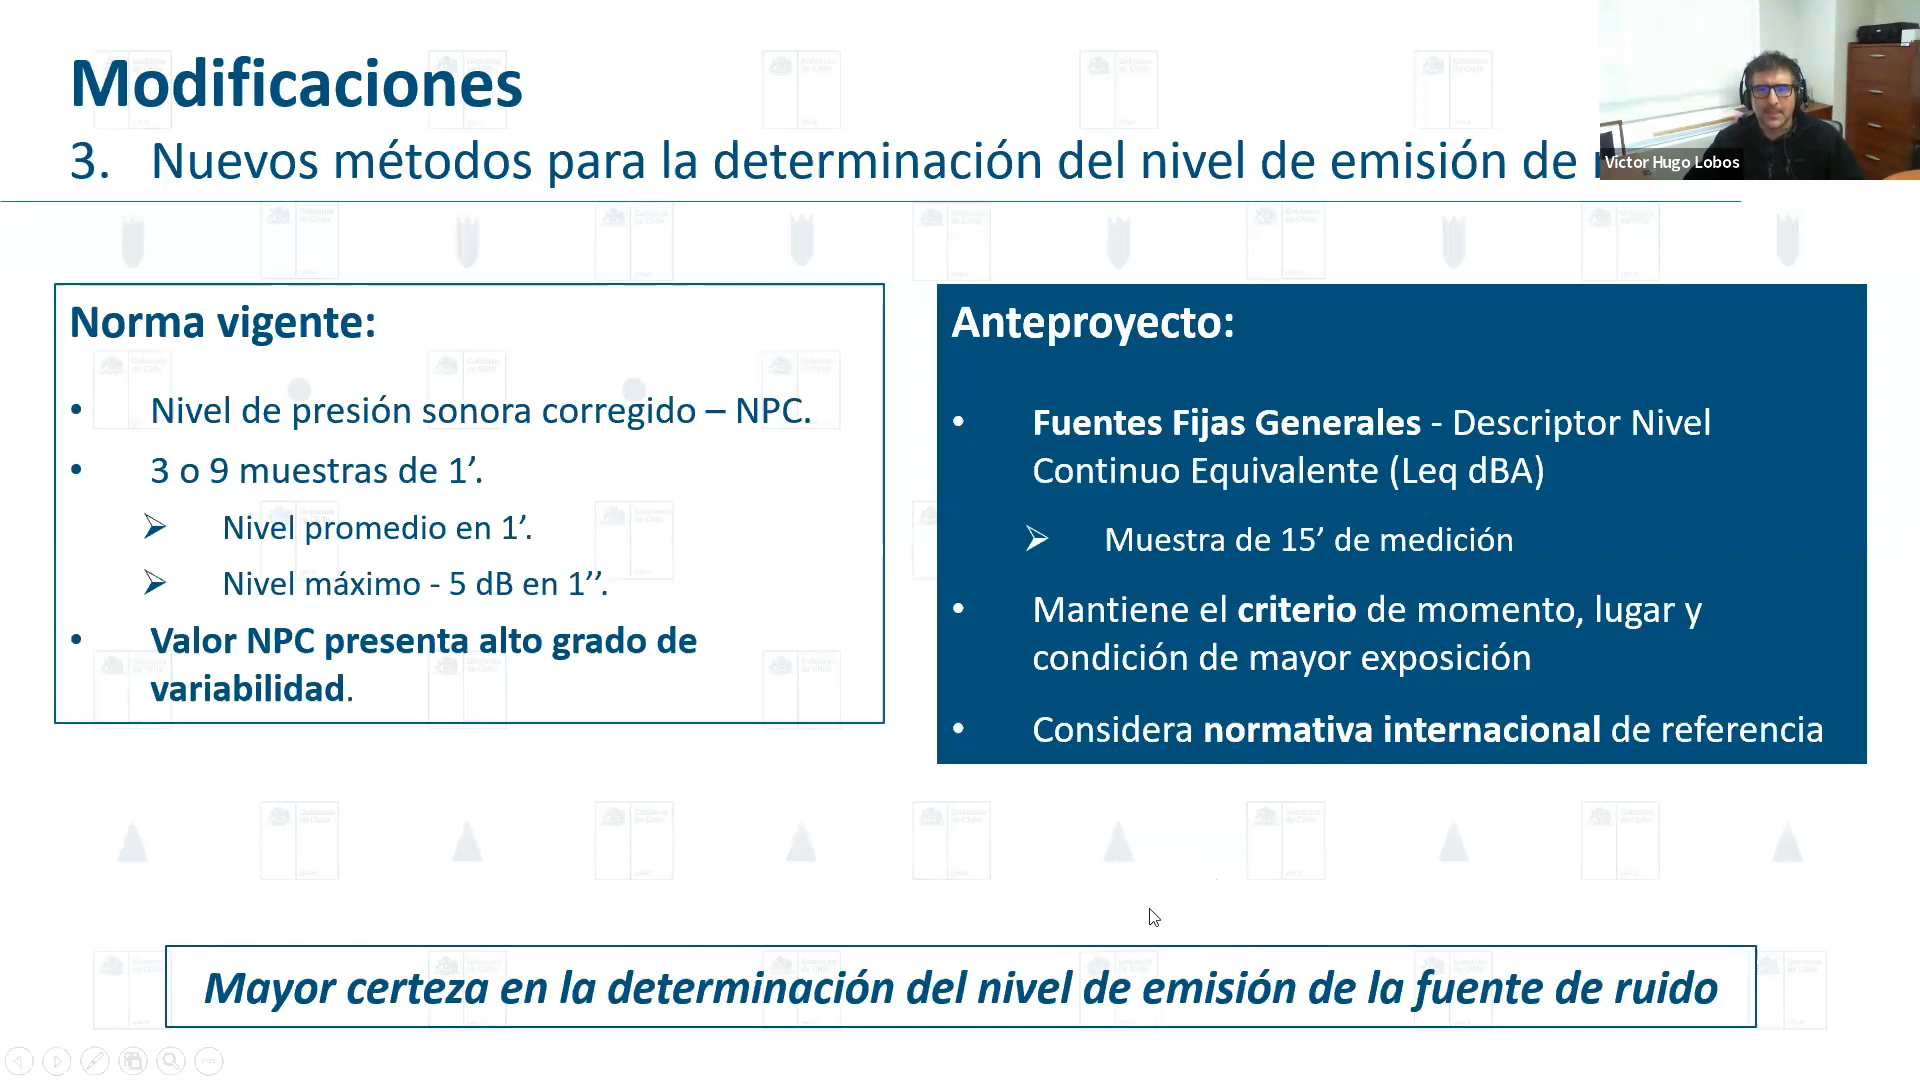 Modificaciones
3. Nuevos métodos para la determinación del nivel de emisión de
Victor Hugo Lobos
Norma vigente:
• Nivel de presión sonora corregido – NPC.
• 3 o 9 muestras de 1’.
➢ Nivel promedio en 1’.
➢ Nivel máximo - 5 dB en 1’’.
• Valor NPC presenta alto grado de
variabilidad.
Anteproyecto:
• Fuentes Fijas Generales - Descriptor Nivel
Continuo Equivalente (Leq dBA)
➢ Muestra de 15’ de medición
• Mantiene el criterio de momento, lugar y
condición de mayor exposición
• Considera normativa internacional de referencia
Mayor certeza en la determinación del nivel de emisión de la fuente de ruido